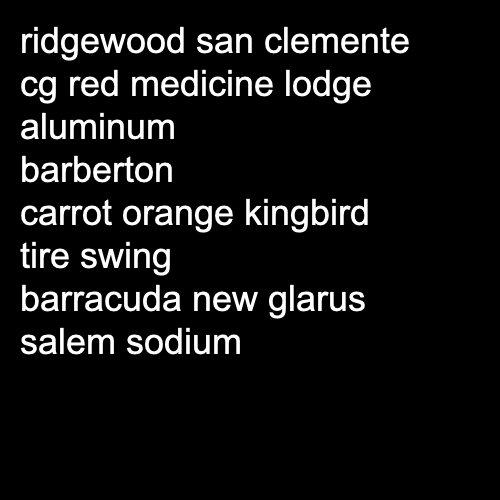 ridgewood san clemente
cg red medicine lodge
aluminum
barberton
carrot orange kingbird
tire swing
barracuda new glarus
salem sodium